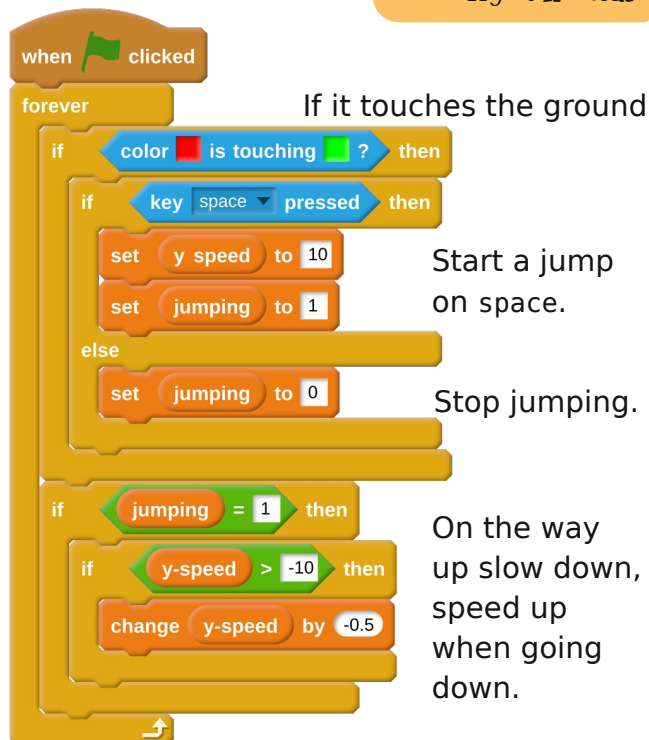 when clicked
forever
If it touches the ground
if color is touching ? then
if key space pressed then
set y speed to 10
set jumping to 1
Start a jump
on space.
else
set jumping to 0
Stop jumping.
if jumping = 1 then
if y-speed > -10 then
change y-speed by -0.5
On the way
up slow down,
speed up
when going
down.